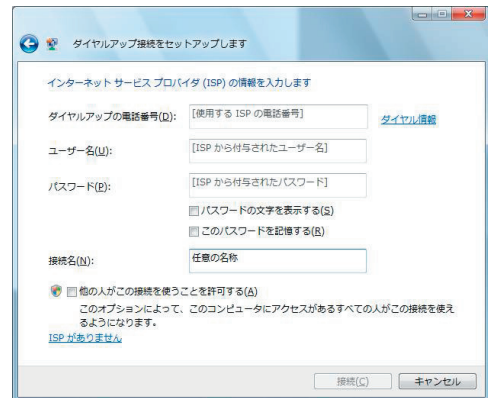 ダイヤルアップ接続をセットアップします
インターネット サービス プロバイダ (ISP) の情報を入力します
ダイヤルアップの電話番号(D): [使用する ISP の電話番号] ダイヤル情報
ユーザー名(U): [ISP から付与されたユーザー名]
パスワード(P): [ISP から付与されたパスワード]
パスワードの文字を表示する(S)
このパスワードを記憶する(R)
接続名(N): 任意の名称
他の人がこの接続を使うことを許可する(A)
このオプションによって、このコンピュータにアクセスがあるすべての人がこの接続を使え
るようになります。
ISP がありません
接続(C) キャンセル